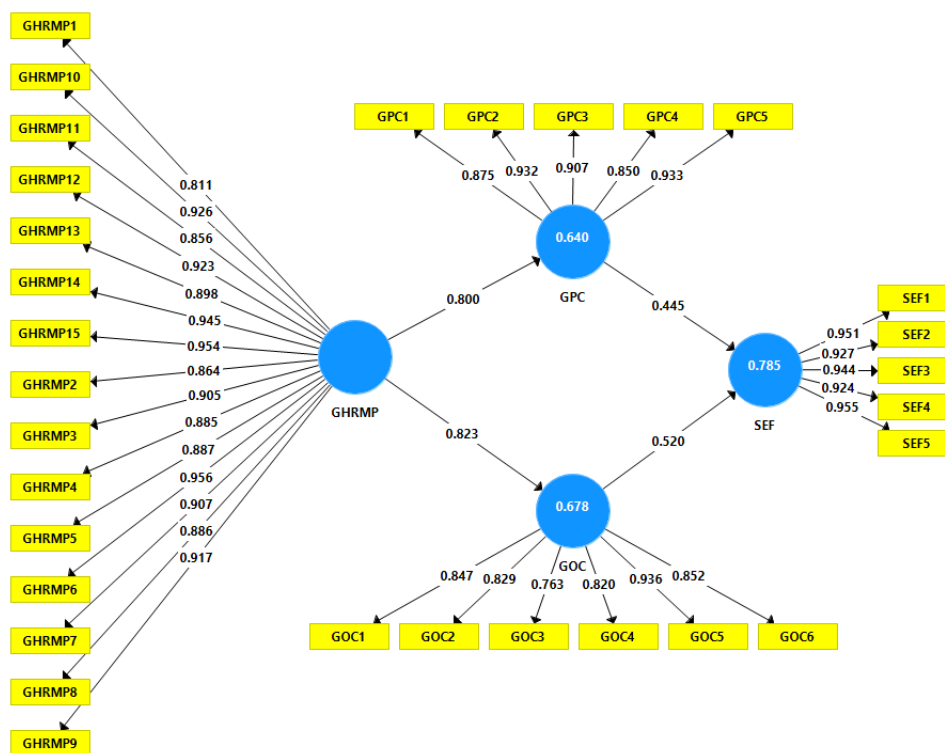 GHRMP1
GHRMP10
GHRMP11
GHRMP12
GHRMP13
GHRMP14
GHRMP15
GHRMP2
GHRMP3
GHRMP4
GHRMP5
GHRMP6
GHRMP7
GHRMP8
GHRMP9
0.811
0.926
0.856
0.923
0.898
0.945
0.954
0.864
0.905
0.885
0.887
0.956
0.907
0.886
0.917
GHRMP
0.800
0.823
GPC1 GPC2 GPC3 GPC4 GPC5
0.875 0.932 0.907 0.850 0.933
0.640
GPC
0.445
0.520
0.678
GOC
0.847 0.829 0.763 0.820 0.936 0.852
GOC1 GOC2 GOC3 GOC4 GOC5 GOC6
0.785
SEF
0.951
0.927
0.944
0.924
0.955
SEF1
SEF2
SEF3
SEF4
SEF5